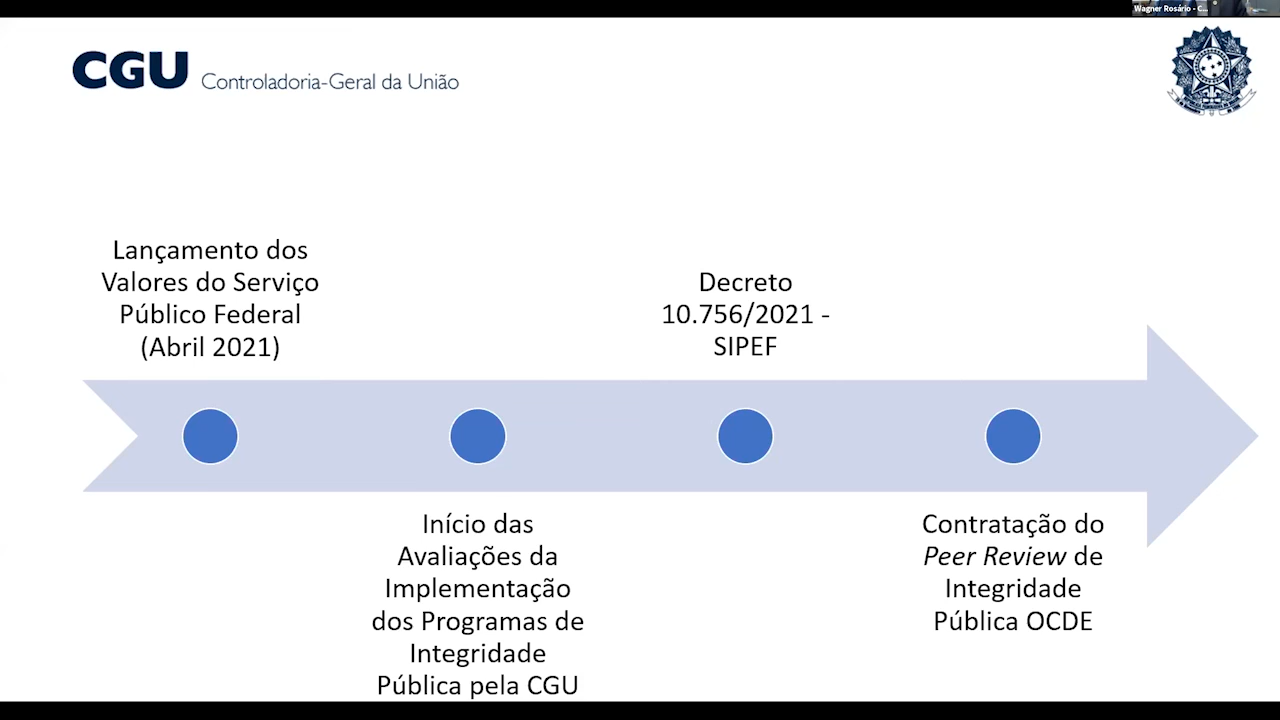 Wagner Rosário - C...
CGU Controladoria-Geral da União
Lançamento dos
Valores do Serviço
Público Federal
(Abril 2021)
Início das
Avaliações da
Implementação
dos Programas de
Integridade
Pública pela CGU
Decreto
10.756/2021 -
SIPEF
Contratação do
Peer Review de
Integridade
Pública OCDE